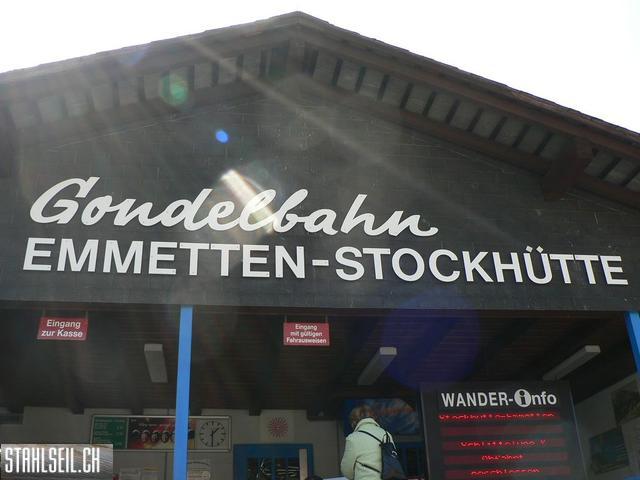 Gondelbahn
EMMETTEN-STOCKHÜTTE
Eingang
zur Kasse
Eingang
mit gültigen
Fahrausweisen
WANDER-info
STAHLSEIL.CH